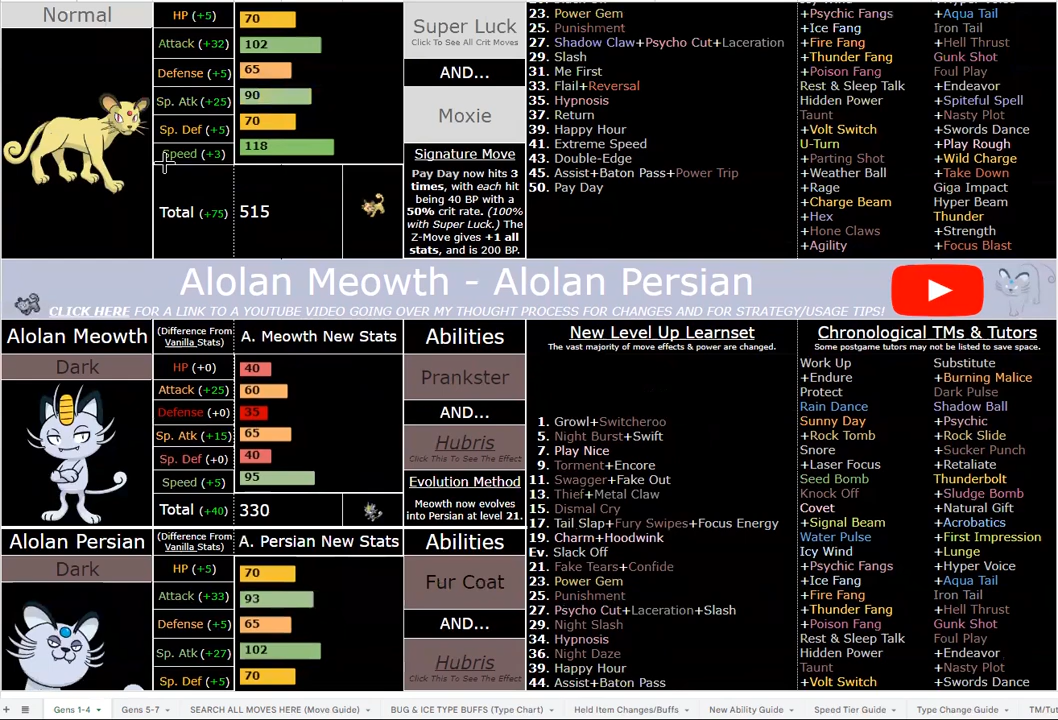 Normal
HP (+5)
70
Attack (+32)
102
Defense (+5)
65
Sp. Atk (+25)
90
Sp. Def (+5)
70
Speed (+3)
118
Total (+75)
515
Super Luck
Click To See All Crit Moves
AND...
Moxie
Signature Move
Pay Day now hits 3
times, with each hit
being 40 BP with a
50% crit rate. (100%
with Super Luck.) The
Z-Move gives +1 all
stats, and is 200 BP.
23. Power Gem
25. Punishment
27. Shadow Claw+Psycho Cut+Laceration
29. Slash
31. Me First
33. Flail+Reversal
35. Hypnosis
37. Return
39. Happy Hour
41. Extreme Speed
43. Double-Edge
45. Assist+Baton Pass+Power Trip
50. Pay Day
+Psychic Fangs +Aqua Tail
+Ice Fang Iron Tail
+Fire Fang +Hell Thrust
+Thunder Fang Gunk Shot
+Poison Fang Foul Play
Rest & Sleep Talk +Endeavor
Hidden Power +Spiteful Spell
Taunt +Nasty Plot
+Volt Switch +Swords Dance
U-Turn +Play Rough
+Parting Shot +Wild Charge
+Weather Ball +Take Down
+Rage Giga Impact
+Charge Beam Hyper Beam
+Hex Thunder
+Hone Claws +Strength
+Agility +Focus Blast
Alolan Meowth - Alolan Persian
CLICK HERE FOR A LINK TO A YOUTUBE VIDEO GOING OVER MY THOUGHT PROCESS FOR CHANGES AND FOR STRATEGY/USAGE TIPS!
Alolan Meowth
(Difference From
Vanilla Stats)
A. Meowth New Stats
Abilities
Dark
HP (+0)
40
Attack (+25)
60
Defense (+0)
35
Sp. Atk (+15)
65
Sp. Def (+0)
40
Speed (+5)
95
Total (+40)
330
Prankster
AND...
Hubris
Click This To See The Effect
Evolution Method
Meowth now evolves
into Persian at level 21.
Alolan Persian
(Difference From
Vanilla Stats)
A. Persian New Stats
Abilities
Dark
HP (+5)
70
Attack (+33)
93
Defense (+5)
65
Sp. Atk (+27)
102
Sp. Def (+5)
70
Fur Coat
AND...
Hubris
Click This To See The Effect
New Level Up Learnset
The vast majority of move effects & power are changed.
1. Growl+Switcheroo
5. Night Burst+Swift
7. Play Nice
9. Torment+Encore
11. Swagger+Fake Out
13. Thief+Metal Claw
15. Dismal Cry
17. Tail Slap+Fury Swipes+Focus Energy
19. Charm+Hoodwink
Ev. Slack Off
21. Fake Tears+Confide
23. Power Gem
25. Punishment
27. Psycho Cut+Laceration+Slash
29. Night Slash
34. Hypnosis
36. Night Daze
39. Happy Hour
44. Assist+Baton Pass
Chronological TMs & Tutors
Some postgame tutors may not be listed to save space.
Work Up Substitute
+Endure +Burning Malice
Protect Dark Pulse
Rain Dance Shadow Ball
Sunny Day +Psychic
+Rock Tomb +Rock Slide
Snore +Sucker Punch
+Laser Focus +Retaliate
Seed Bomb Thunderbolt
Knock Off +Sludge Bomb
Covet +Natural Gift
+Signal Beam +Acrobatics
Water Pulse +First Impression
Icy Wind +Lunge
+Psychic Fangs +Hyper Voice
+Ice Fang +Aqua Tail
+Fire Fang Iron Tail
+Thunder Fang +Hell Thrust
+Poison Fang Gunk Shot
Rest & Sleep Talk Foul Play
Hidden Power +Endeavor
Taunt +Nasty Plot
+Volt Switch +Swords Dance
Gens 1-4 Gens 5-7 SEARCH ALL MOVES HERE (Move Guide) BUG & ICE TYPE BUFFS (Type Chart) Held Item Changes/Buffs New Ability Guide Speed Tier Guide Type Change Guide TM/Tut